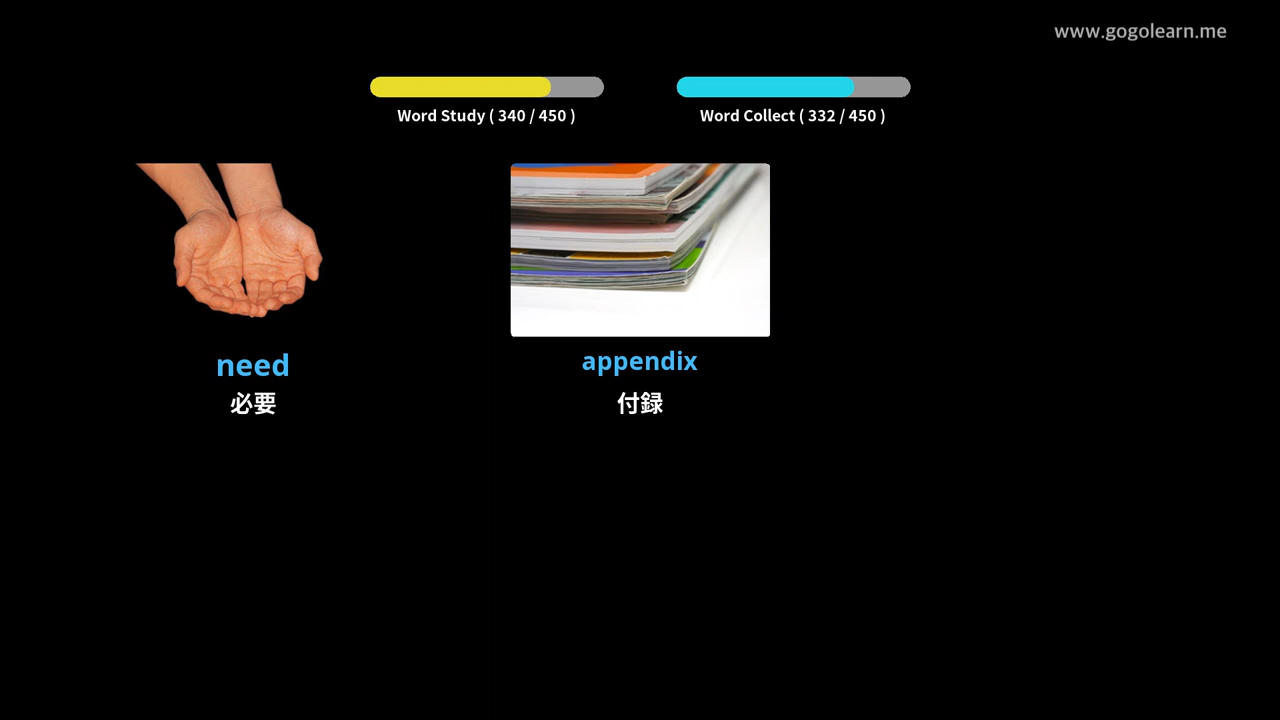 www.gogolearn.me
Word Study ( 340 / 450 )
Word Collect ( 332 / 450 )
need
必要
appendix
付録